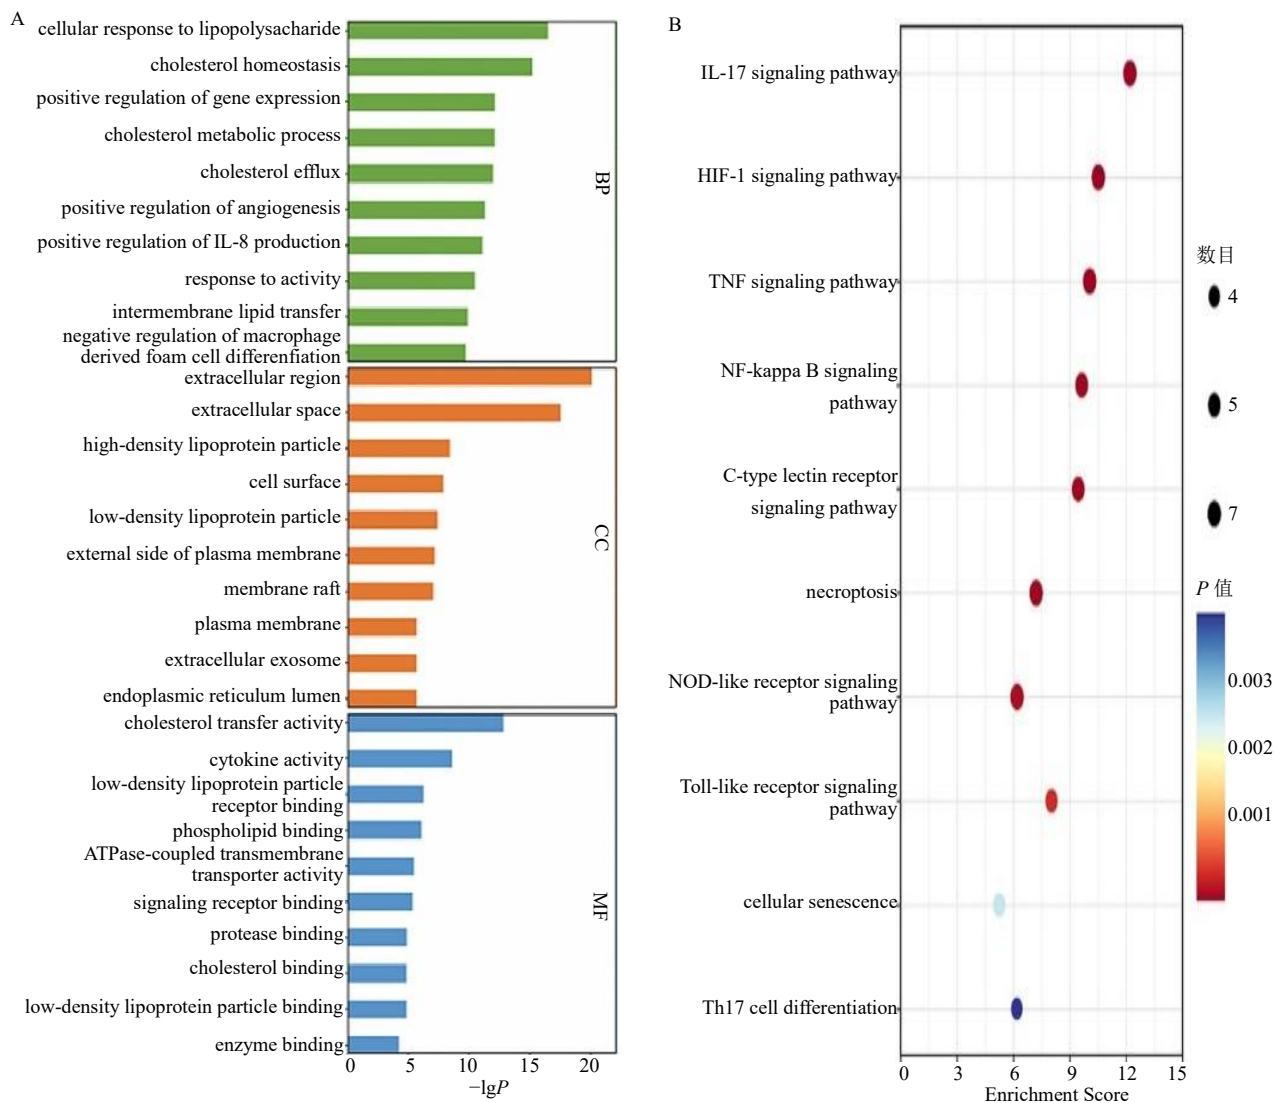 A
cellular response to lipopolysacharide
cholesterol homeostasis
positive regulation of gene expression
cholesterol metabolic process
cholesterol efflux
positive regulation of angiogenesis
positive regulation of IL-8 production
response to activity
intermembrane lipid transfer
negative regulation of macrophage
derived foam cell differenfiation
BP
extracellular region
extracellular space
high-density lipoprotein particle
cell surface
low-density lipoprotein particle
external side of plasma membrane
membrane raft
plasma membrane
extracellular exosome
endoplasmic reticulum lumen
CC
cholesterol transfer activity
cytokine activity
low-density lipoprotein particle
receptor binding
phospholipid binding
ATPase-coupled transmembrane
transporter activity
signaling receptor binding
protease binding
cholesterol binding
low-density lipoprotein particle binding
enzyme binding
MF
0 5 10 15 20
−lgP
B
IL-17 signaling pathway
HIF-1 signaling pathway
TNF signaling pathway
NF-kappa B signaling
pathway
C-type lectin receptor
signaling pathway
necroptosis
NOD-like receptor signaling
pathway
Toll-like receptor signaling
pathway
cellular senescence
Th17 cell differentiation
0 3 6 9 12 15
Enrichment Score
数目
4
5
7
P 值
0.003
0.002
0.001